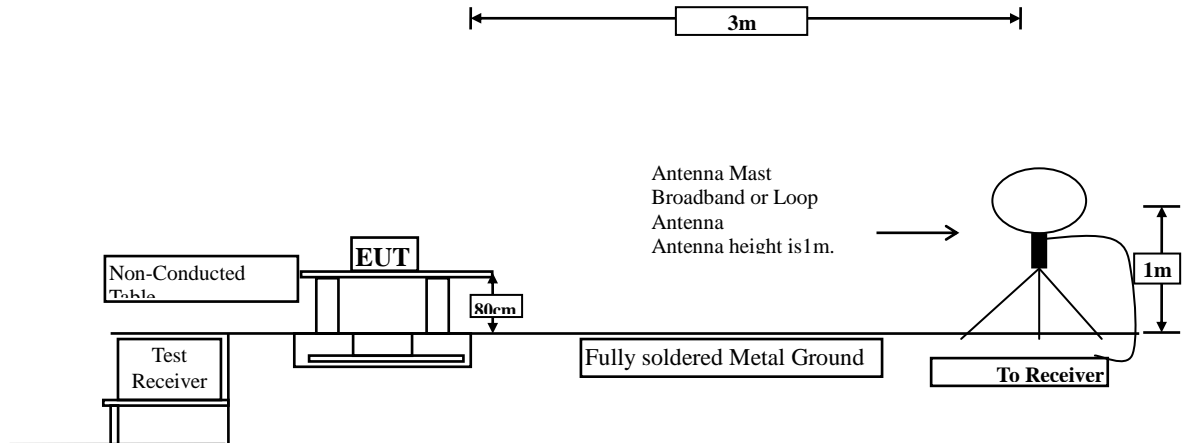 3m
Antenna Mast
Broadband or Loop
Antenna
Antenna height is1m.
EUT
Non-Conducted
Table
80cm
1m
Test
Receiver
Fully soldered Metal Ground
To Receiver